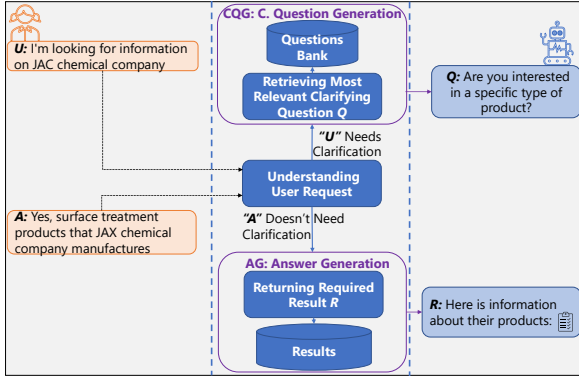 CQG: C. Question Generation
U: I'm looking for information
on JAC chemical company
Questions
Bank
Retrieving Most
Relevant Clarifying
Question Q
Q: Are you interested
in a specific type of
product?
"U" Needs
Clarification
Understanding
User Request
A: Yes, surface treatment
products that JAX chemical
company manufactures
"A" Doesn't Need
Clarification
AG: Answer Generation
Returning Required
Result R
R: Here is information
about their products:
Results